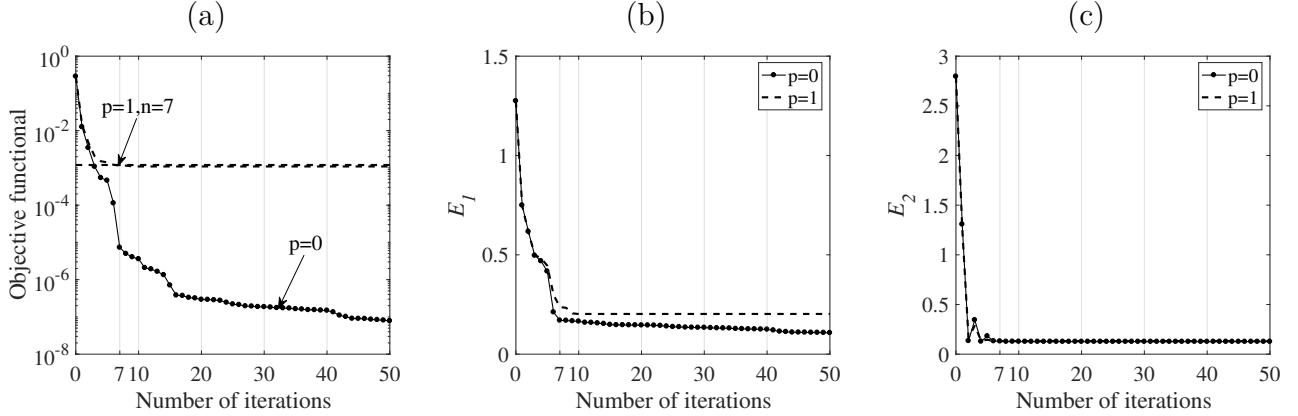 (a)
10^0
10^-2
10^-4
10^-6
10^-8
Objective functional
p=1,n=7
p=0
0 7 10 20 30 40 50
Number of iterations
(b)
1.5
1
0.5
0
E_1
p=0
p=1
0 7 10 20 30 40 50
Number of iterations
(c)
3
2.5
2
1.5
1
0.5
0
E_2
p=0
p=1
0 7 10 20 30 40 50
Number of iterations